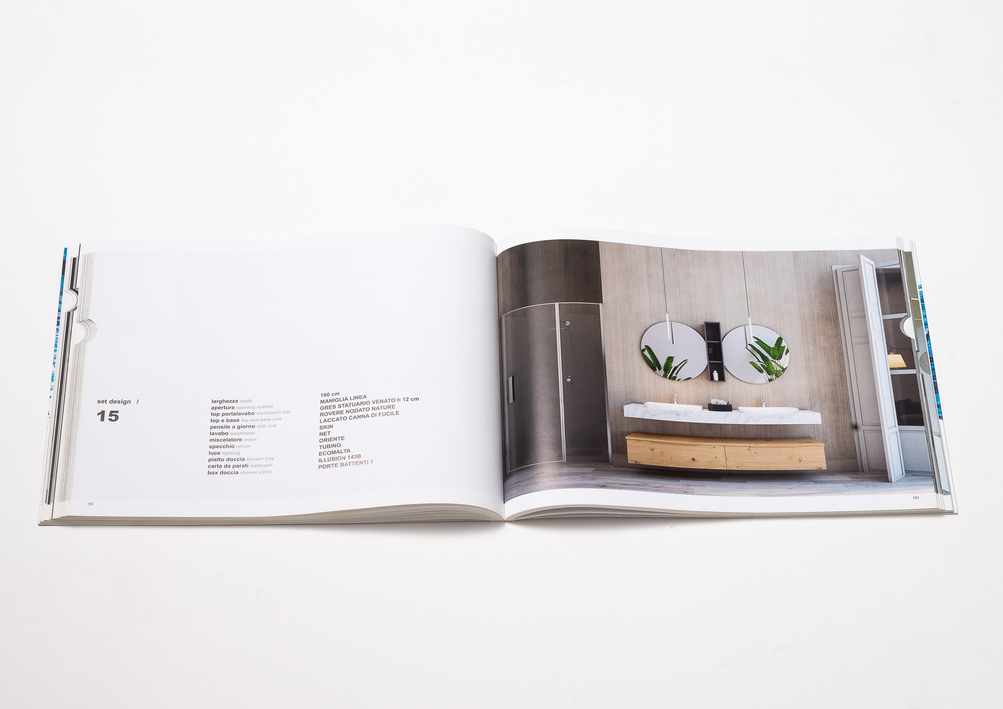 set design /
15
larghezza width
apertura opening system
top portalavabo washbasin top
top e base top and base unit
pensile a giorno wall unit
lavabo washbasin
miscelatore mixer
specchio mirror
luce lighting
piatto doccia shower tray
carta da parati wallpaper
box doccia shower cabin
190 cm
MANIGLIA LINEA
GRES STATUARIO VENATO h 12 cm
ROVERE NODATO NATURE
LACCATO CANNA DI FUCILE
SKIN
NET
ORIENTE
TUBINO
ECOMALTA
ILLUSION 143B
PORTE BATTENTI 1
151